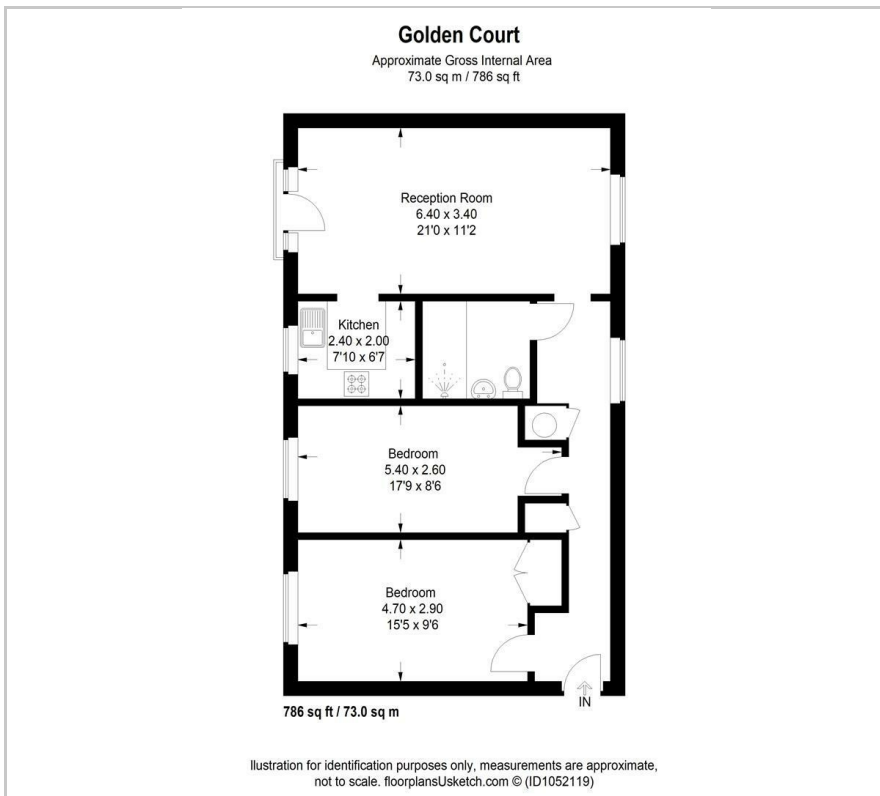 Golden Court
Approximate Gross Internal Area
73.0 sq m / 786 sq ft
Reception Room
6.40 x 3.40
21'0 x 11'2
Kitchen
2.40 x 2.00
7'10 x 6'7
Bedroom
5.40 x 2.60
17'9 x 8'6
Bedroom
4.70 x 2.90
15'5 x 9'6
IN
786 sq ft / 73.0 sq m
Illustration for identification purposes only, measurements are approximate,
not to scale. floorplansUsketch.com © (ID1052119)